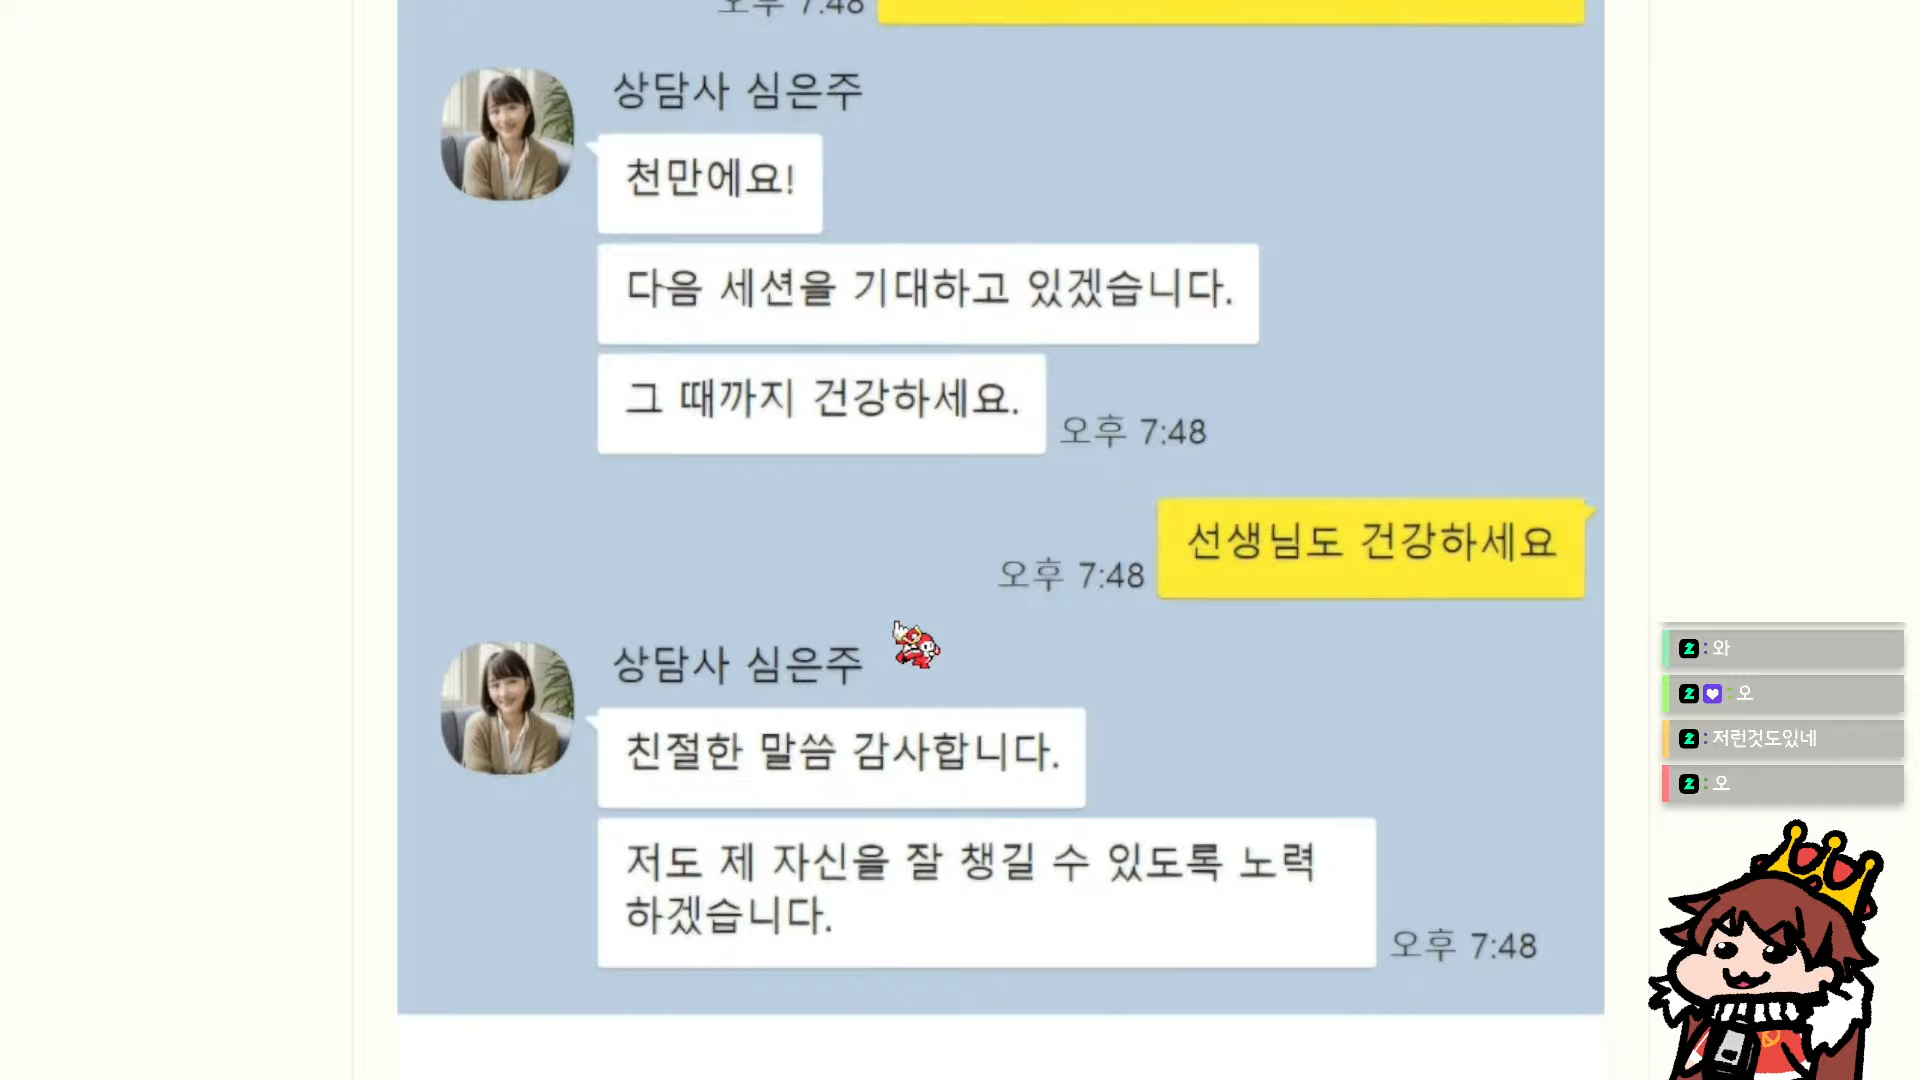 오후 7:48
상담사 심은주
천만에요!
다음 세션을 기대하고 있겠습니다.
그 때까지 건강하세요.
오후 7:48
선생님도 건강하세요
오후 7:48
상담사 심은주
친절한 말씀 감사합니다.
저도 제 자신을 잘 챙길 수 있도록 노력
하겠습니다.
오후 7:48
: 와
: 오
: 저런것도있네
: 오